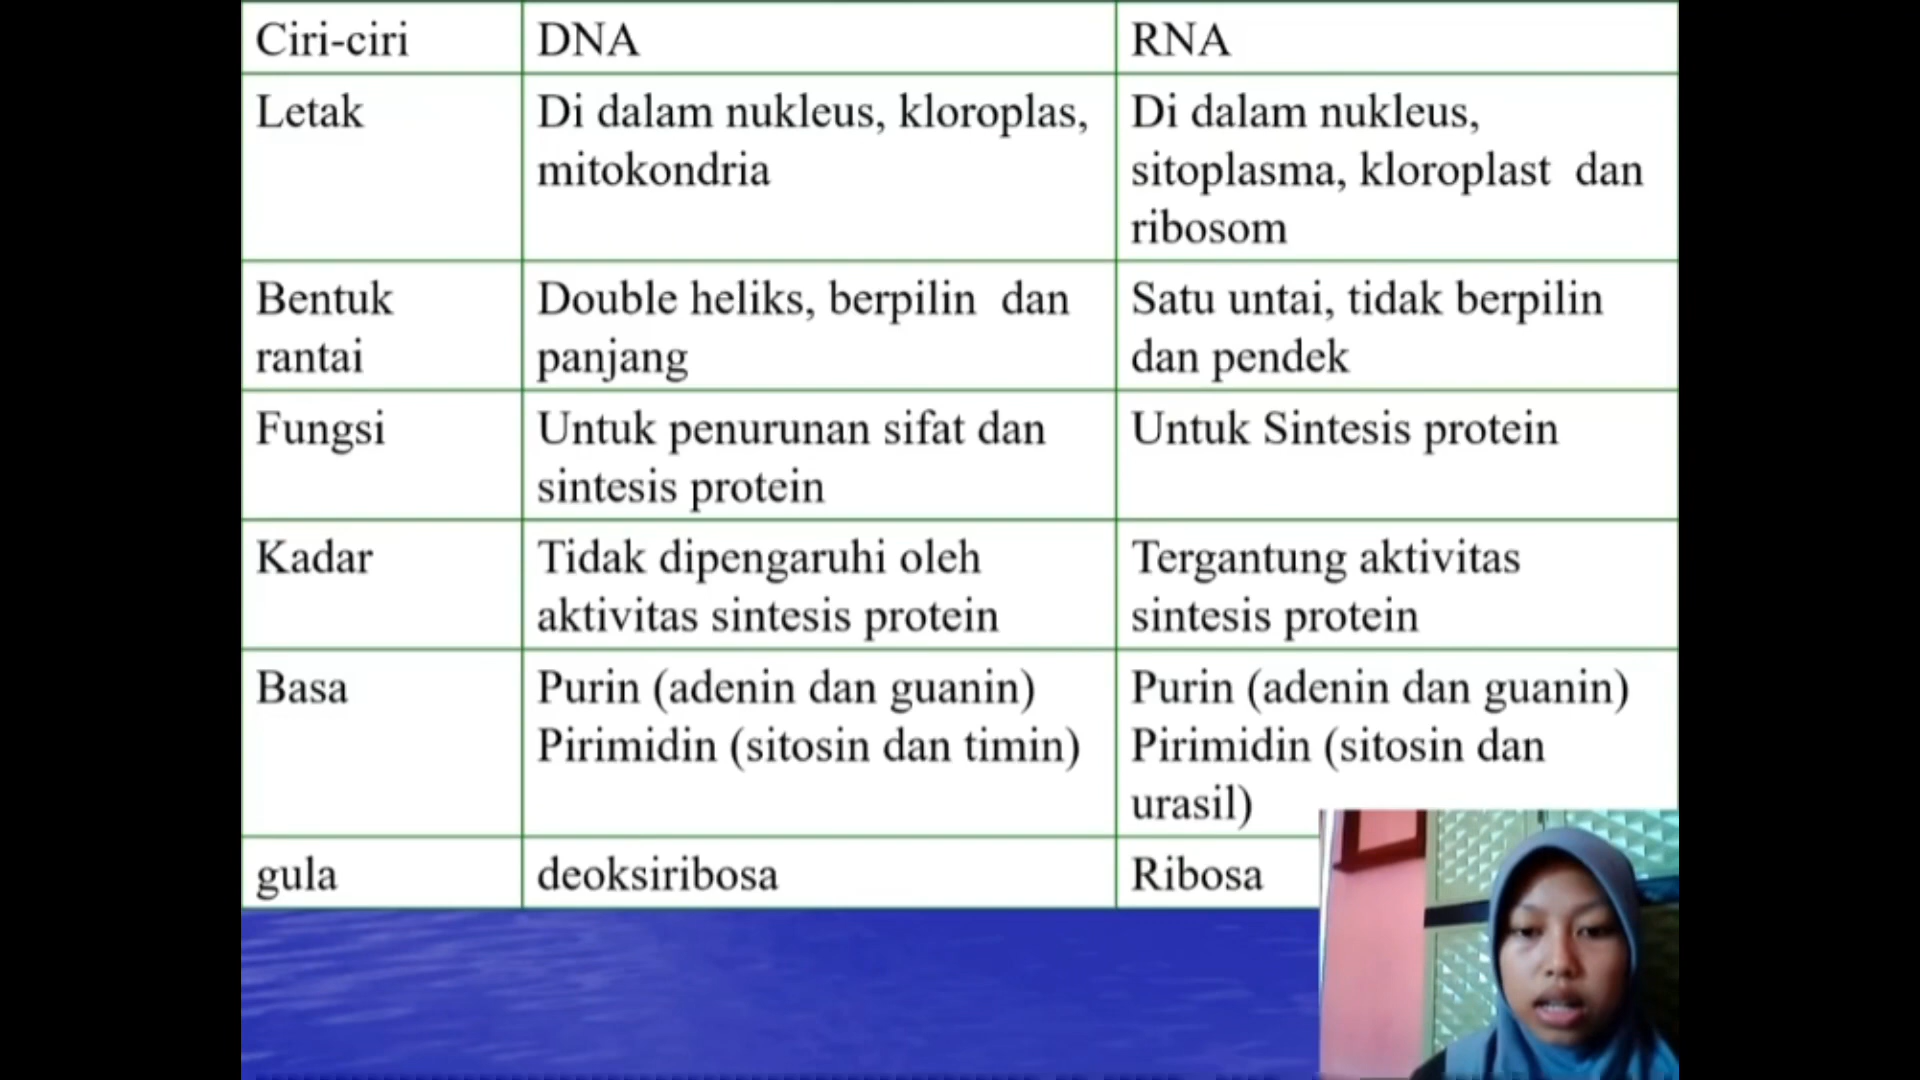 Ciri-ciri
DNA
RNA
Letak
Di dalam nukleus, kloroplas,
mitokondria
Di dalam nukleus,
sitoplasma, kloroplast dan
ribosom
Bentuk
rantai
Double heliks, berpilin dan
panjang
Satu untai, tidak berpilin
dan pendek
Fungsi
Untuk penurunan sifat dan
sintesis protein
Untuk Sintesis protein
Kadar
Tidak dipengaruhi oleh
aktivitas sintesis protein
Tergantung aktivitas
sintesis protein
Basa
Purin (adenin dan guanin)
Pirimidin (sitosin dan timin)
Purin (adenin dan guanin)
Pirimidin (sitosin dan
urasil)
gula
deoksiribosa
Ribosa